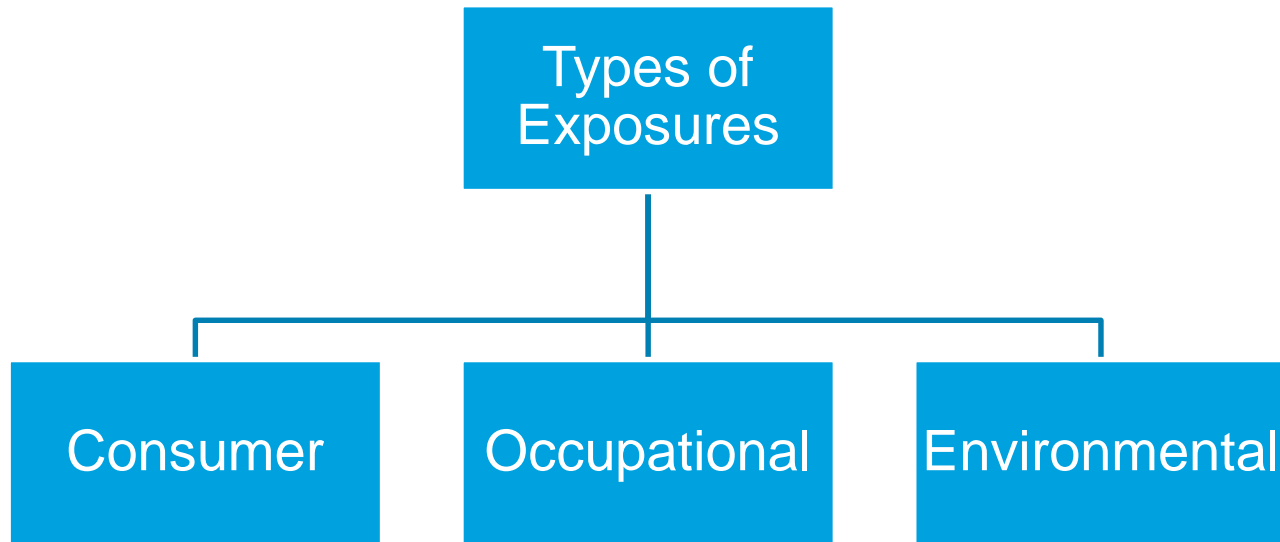 Types of
Exposures
Consumer
Occupational
Environmental